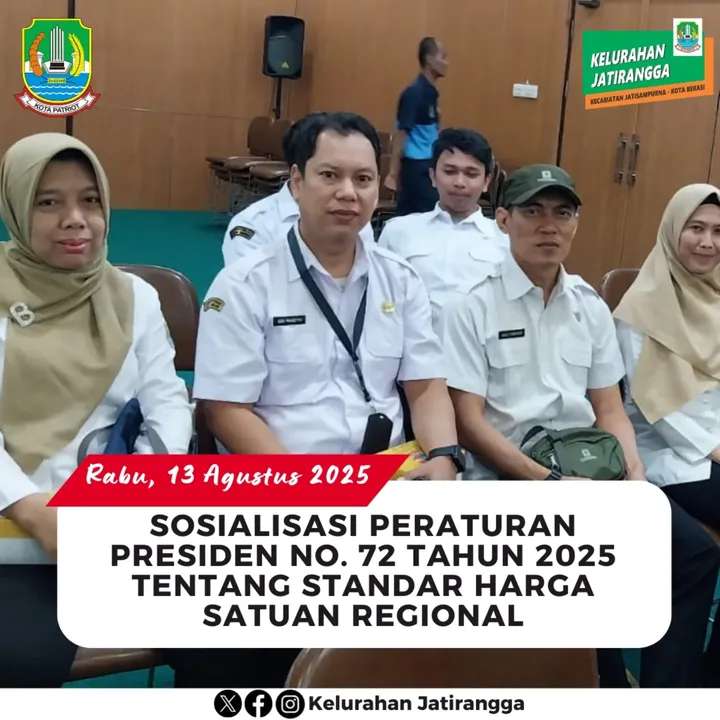 KOTA PATRIOT
KELURAHAN
JATIRANGGA
KECAMATAN JATISAMPURNA - KOTA BEKASI
Rabu, 13 Agustus 2025
SOSIALISASI PERATURAN
PRESIDEN NO. 72 TAHUN 2025
TENTANG STANDAR HARGA
SATUAN REGIONAL
Kelurahan Jatirangga